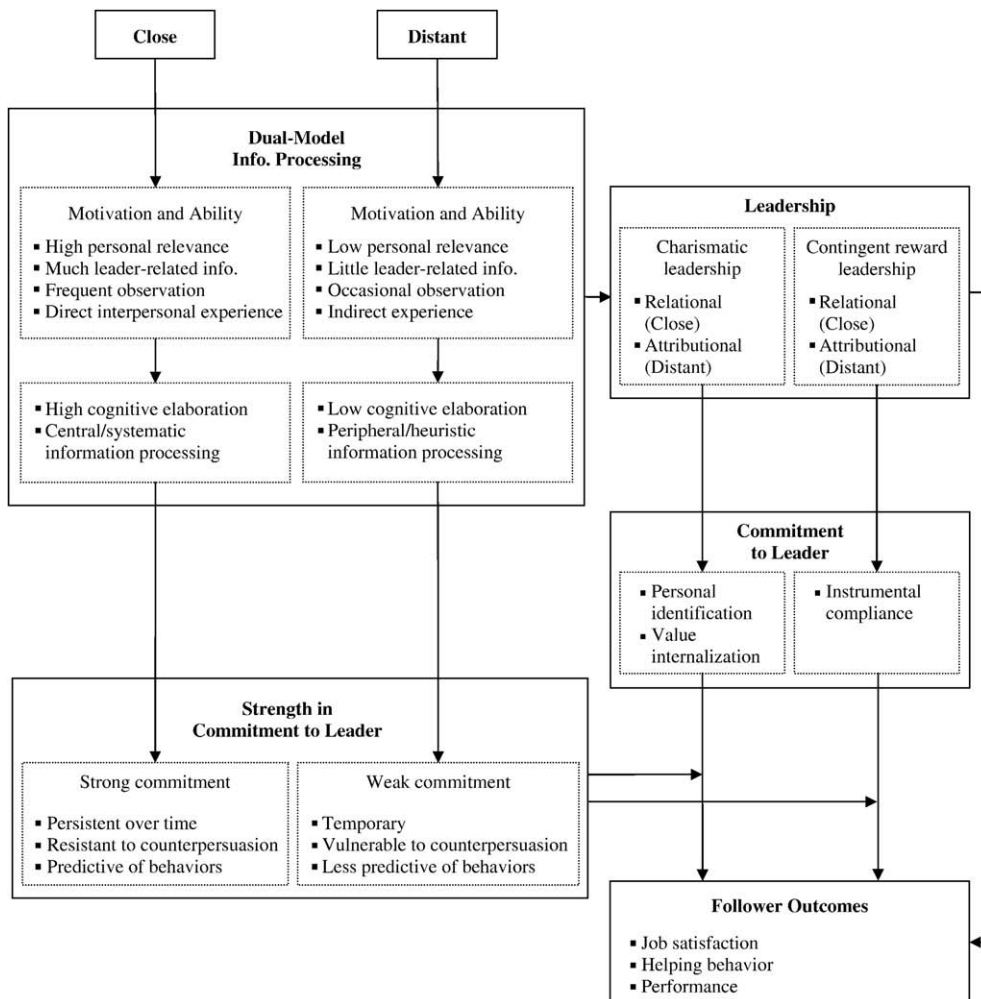 Close
Distant
Dual-Model
Info. Processing
Motivation and Ability
▪ High personal relevance
▪ Much leader-related info.
▪ Frequent observation
▪ Direct interpersonal experience
Motivation and Ability
▪ Low personal relevance
▪ Little leader-related info.
▪ Occasional observation
▪ Indirect experience
▪ High cognitive elaboration
▪ Central/systematic
information processing
▪ Low cognitive elaboration
▪ Peripheral/heuristic
information processing
Leadership
Charismatic
leadership
▪ Relational
(Close)
▪ Attributional
(Distant)
Contingent reward
leadership
▪ Relational
(Close)
▪ Attributional
(Distant)
Commitment
to Leader
▪ Personal
identification
▪ Value
internalization
▪ Instrumental
compliance
Strength in
Commitment to Leader
Strong commitment
▪ Persistent over time
▪ Resistant to counterpersuasion
▪ Predictive of behaviors
Weak commitment
▪ Temporary
▪ Vulnerable to counterpersuasion
▪ Less predictive of behaviors
Follower Outcomes
▪ Job satisfaction
▪ Helping behavior
▪ Performance